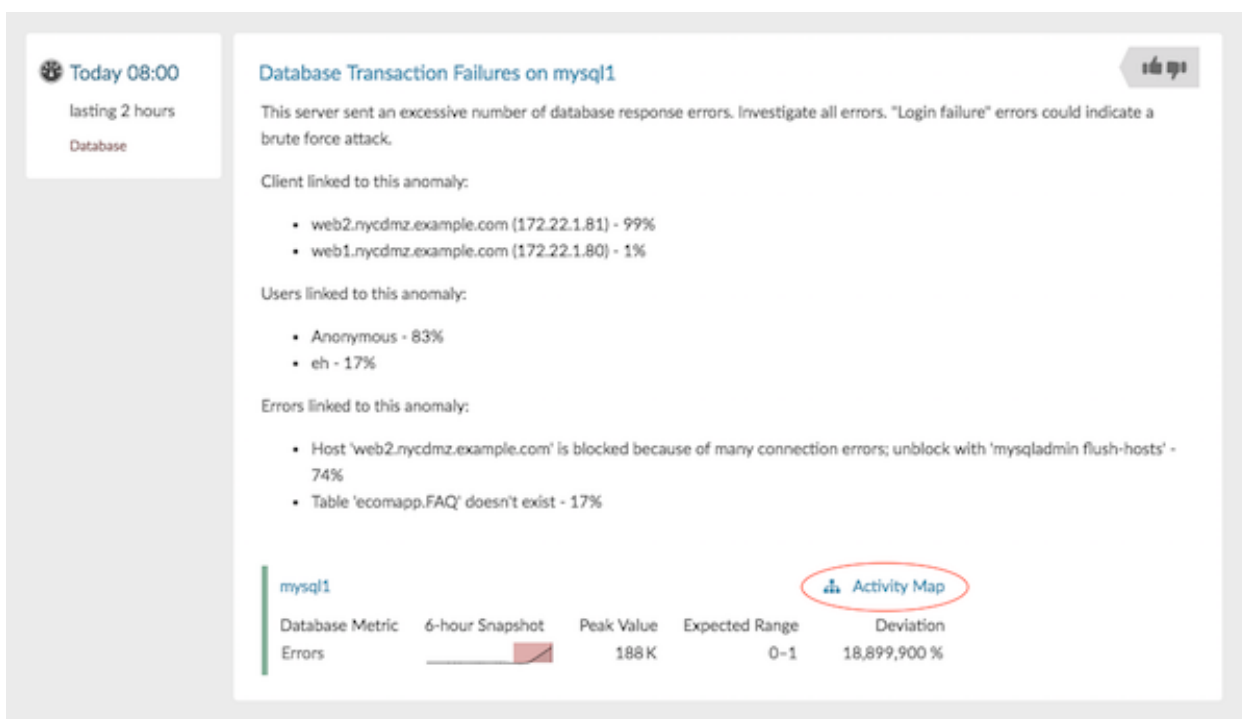 Today 08:00
lasting 2 hours
Database
Database Transaction Failures on mysql1
This server sent an excessive number of database response errors. Investigate all errors. "Login failure" errors could indicate a
brute force attack.
Client linked to this anomaly:
• web2.nycdmz.example.com (172.22.1.81) - 99%
• web1.nycdmz.example.com (172.22.1.80) - 1%
Users linked to this anomaly:
• Anonymous - 83%
• eh - 17%
Errors linked to this anomaly:
• Host 'web2.nycdmz.example.com' is blocked because of many connection errors; unblock with 'mysqladmin flush-hosts' -
74%
• Table 'ecomapp.FAQ' doesn't exist - 17%
mysql1 Activity Map
Database Metric 6-hour Snapshot Peak Value Expected Range Deviation
Errors 188 K 0–1 18,899,900 %